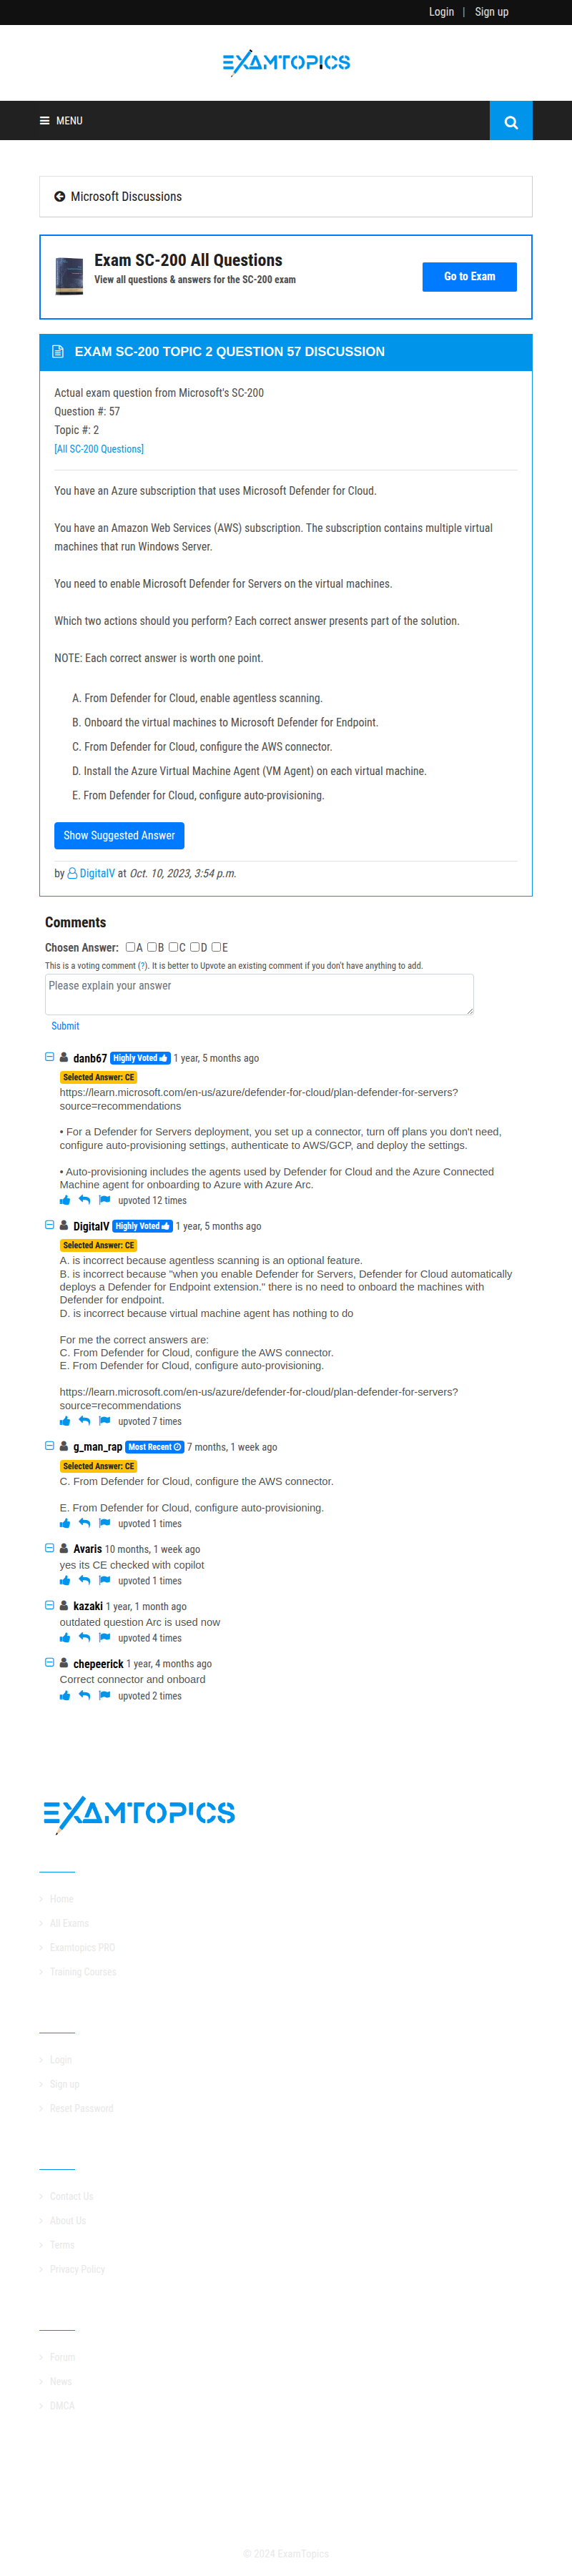 Login | Sign up
EXAMTOPICS
MENU
Microsoft Discussions
Exam SC-200 All Questions
View all questions & answers for the SC-200 exam
Go to Exam
EXAM SC-200 TOPIC 2 QUESTION 57 DISCUSSION
Actual exam question from Microsoft's SC-200
Question #: 57
Topic #: 2
[All SC-200 Questions]
You have an Azure subscription that uses Microsoft Defender for Cloud.
You have an Amazon Web Services (AWS) subscription. The subscription contains multiple virtual
machines that run Windows Server.
You need to enable Microsoft Defender for Servers on the virtual machines.
Which two actions should you perform? Each correct answer presents part of the solution.
NOTE: Each correct answer is worth one point.
A. From Defender for Cloud, enable agentless scanning.
B. Onboard the virtual machines to Microsoft Defender for Endpoint.
C. From Defender for Cloud, configure the AWS connector.
D. Install the Azure Virtual Machine Agent (VM Agent) on each virtual machine.
E. From Defender for Cloud, configure auto-provisioning.
Show Suggested Answer
by DigitalV at Oct. 10, 2023, 3:54 p.m.
Comments
Chosen Answer: A B C D E
This is a voting comment (?). It is better to Upvote an existing comment if you don't have anything to add.
Please explain your answer
Submit
danb67 Highly Voted 1 year, 5 months ago
Selected Answer: CE
https://learn.microsoft.com/en-us/azure/defender-for-cloud/plan-defender-for-servers?
source=recommendations
• For a Defender for Servers deployment, you set up a connector, turn off plans you don't need,
configure auto-provisioning settings, authenticate to AWS/GCP, and deploy the settings.
• Auto-provisioning includes the agents used by Defender for Cloud and the Azure Connected
Machine agent for onboarding to Azure with Azure Arc.
upvoted 12 times
DigitalV Highly Voted 1 year, 5 months ago
Selected Answer: CE
A. is incorrect because agentless scanning is an optional feature.
B. is incorrect because "when you enable Defender for Servers, Defender for Cloud automatically
deploys a Defender for Endpoint extension." there is no need to onboard the machines with
Defender for endpoint.
D. is incorrect because virtual machine agent has nothing to do
For me the correct answers are:
C. From Defender for Cloud, configure the AWS connector.
E. From Defender for Cloud, configure auto-provisioning.
https://learn.microsoft.com/en-us/azure/defender-for-cloud/plan-defender-for-servers?
source=recommendations
upvoted 7 times
g_man_rap Most Recent 7 months, 1 week ago
Selected Answer: CE
C. From Defender for Cloud, configure the AWS connector.
E. From Defender for Cloud, configure auto-provisioning.
upvoted 1 times
Avaris 10 months, 1 week ago
yes its CE checked with copilot
upvoted 1 times
kazaki 1 year, 1 month ago
outdated question Arc is used now
upvoted 4 times
chepeerick 1 year, 4 months ago
Correct connector and onboard
upvoted 2 times
EXAMTOPICS
Home
All Exams
Examtopics PRO
Training Courses
Login
Sign up
Reset Password
Contact Us
About Us
Terms
Privacy Policy
Forum
News
DMCA
© 2024 ExamTopics